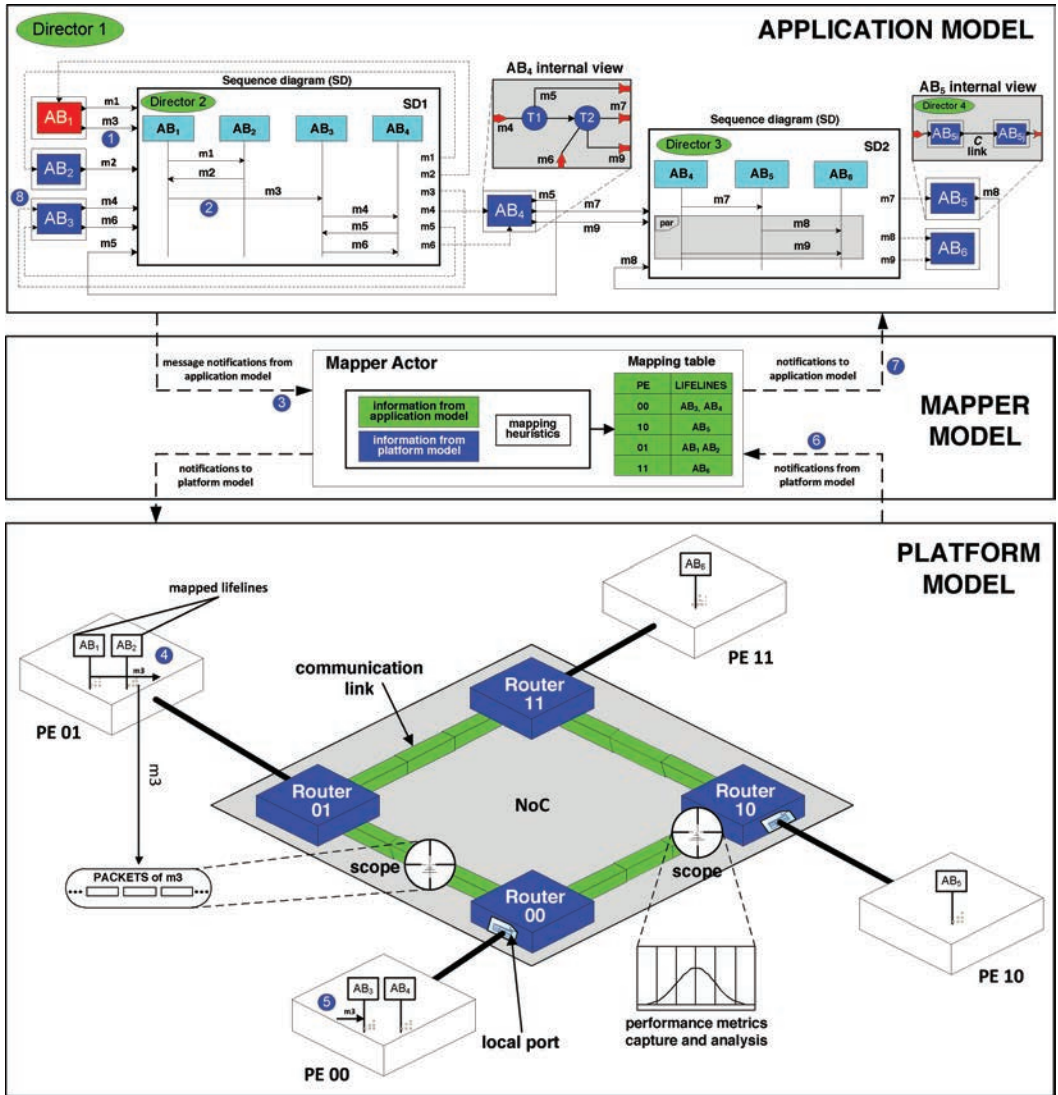 Director 1
APPLICATION MODEL
Sequence diagram (SD)
SD1
Director 2
AB1
AB2
AB3
AB4
AB1
m1
m3
1
AB2
m2
8
AB3
m4
m6
m5
m1
m2
m3
2
m4
m5
m6
m1
m2
m3
m4
m5
m6
AB4 internal view
m5
m4
T1
T2
m7
m6
m9
AB4
m5
m7
m9
Sequence diagram (SD)
SD2
Director 3
AB4
AB5
AB6
m7
par
m8
m9
m8
m7
m8
m9
AB5 internal view
Director 4
AB5
C
link
AB5
AB5
m8
AB6
message notifications from
application model
3
Mapper Actor
information from
application model
information from
platform model
mapping
heuristics
Mapping table
PE LIFELINES
00 AB3, AB4
10 AB5
01 AB1 AB2
11 AB6
notifications to
application model
7
MAPPER
MODEL
notifications to
platform model
6
notifications from
platform model
PLATFORM
MODEL
mapped lifelines
AB1
AB2
4
m3
PE 01
m3
PACKETS of m3
communication
link
AB6
PE 11
Router
11
Router
01
NoC
Router
10
scope
scope
Router
00
AB5
PE 10
5
m3
AB3
AB4
PE 00
local port
performance metrics
capture and analysis